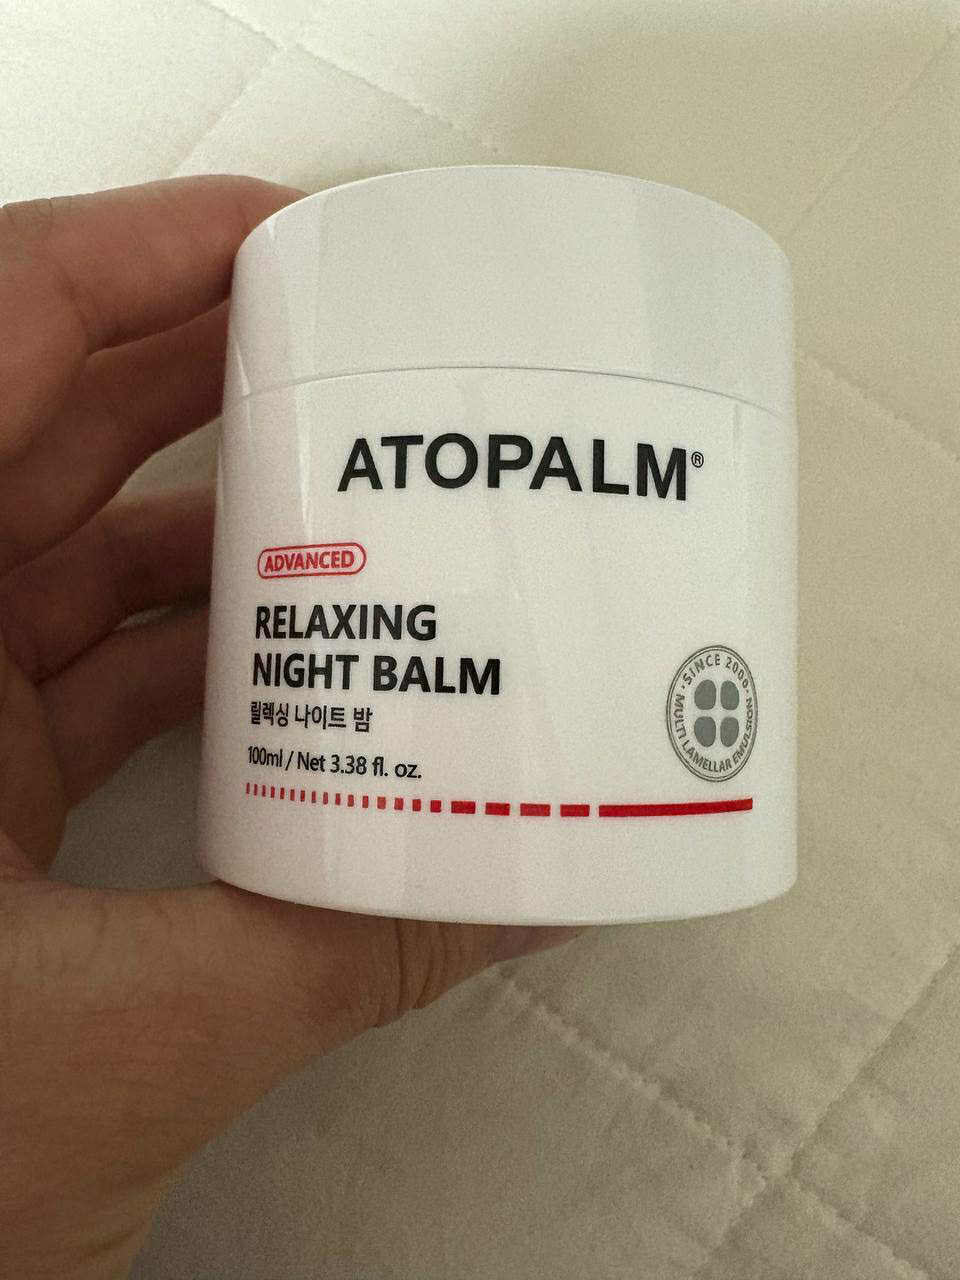 ATOPALM®
ADVANCED
RELAXING
NIGHT BALM
릴렉싱 나이트 밤
100ml / Net 3.38 fl. oz.
·SINCE 2000·
MULTI LAMELLAR EMULSION